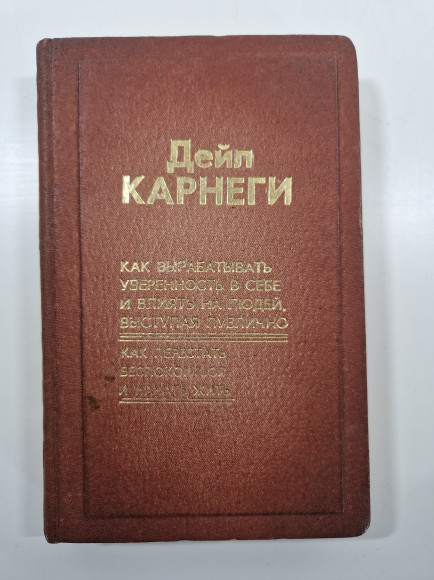 Дейл
КАРНЕГИ
КАК ВЫРАБАТЫВАТЬ
УВЕРЕННОСТЬ В СЕБЕ
И ВЛИЯТЬ НА ЛЮДЕЙ,
ВЫСТУПАЯ ПУБЛИЧНО
КАК ПЕРЕСТАТЬ
БЕСПОКОИТЬСЯ
И НАЧАТЬ ЖИТЬ